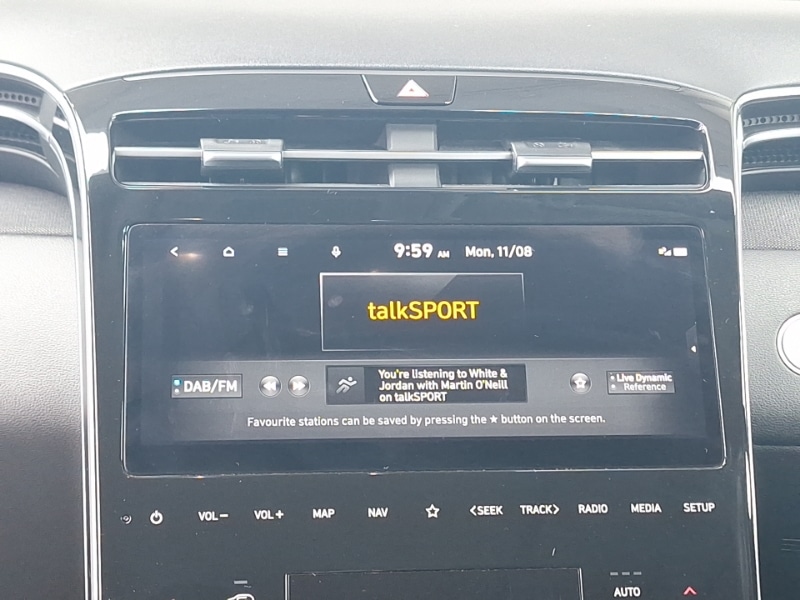 9:59 AM Mon, 11/08
talkSPORT
DAB/FM
You're listening to White &
Jordan with Martin O'Neill
on talkSPORT
Live Dynamic
Reference
Favourite stations can be saved by pressing the ★ button on the screen.
VOL− VOL+ MAP NAV ☆ <SEEK TRACK> RADIO MEDIA SETUP
AUTO